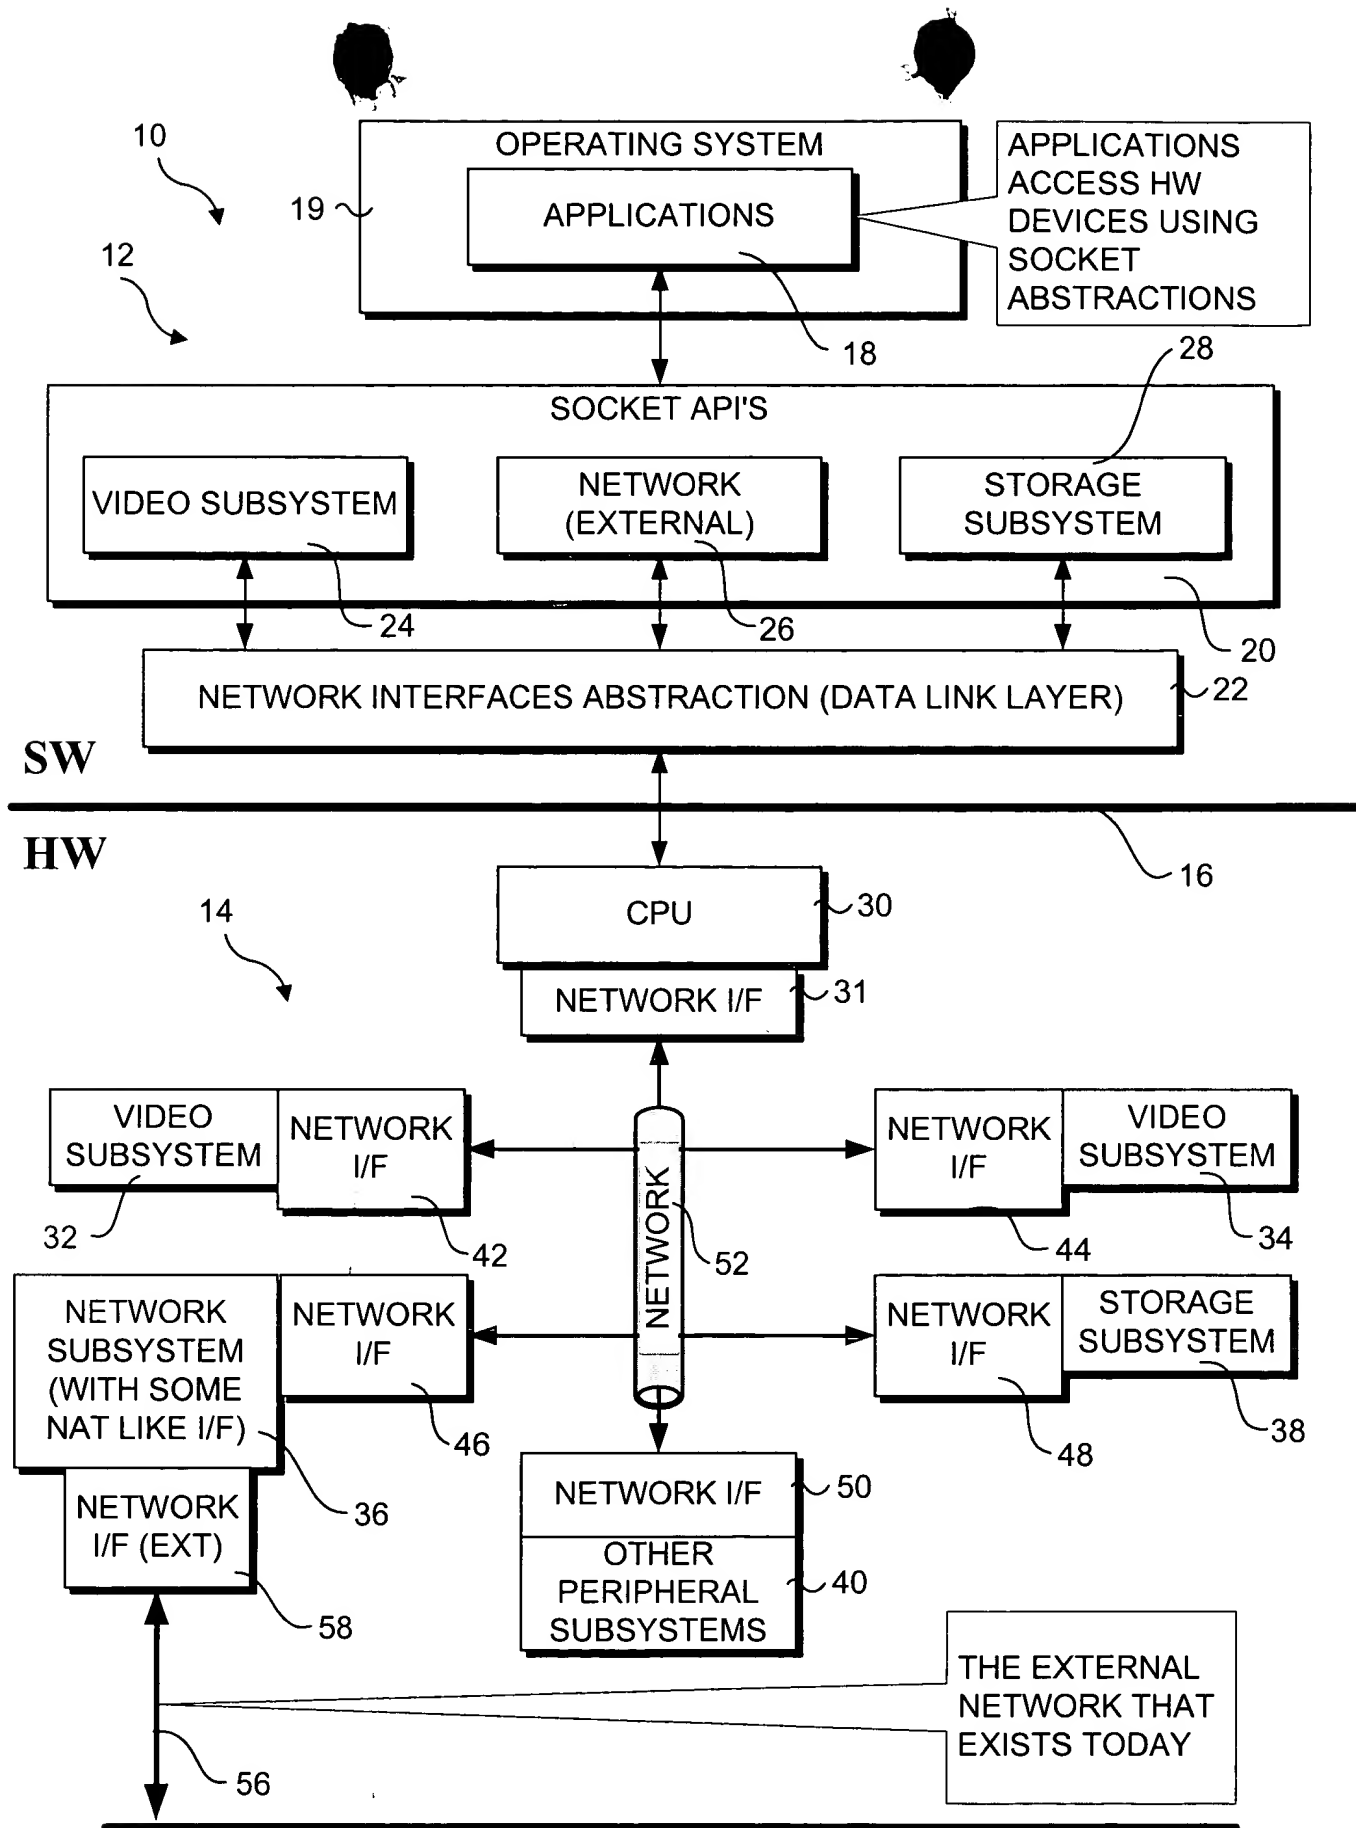 10
OPERATING SYSTEM
19
APPLICATIONS
APPLICATIONS
ACCESS HW
DEVICES USING
SOCKET
ABSTRACTIONS
12
18
28
SOCKET API'S
VIDEO SUBSYSTEM
NETWORK
(EXTERNAL)
STORAGE
SUBSYSTEM
24
26
20
NETWORK INTERFACES ABSTRACTION (DATA LINK LAYER)
22
SW
HW
16
14
CPU
30
NETWORK I/F
31
VIDEO
SUBSYSTEM
NETWORK
I/F
NETWORK
I/F
VIDEO
SUBSYSTEM
32
42
NETWORK
52
44
34
NETWORK
SUBSYSTEM
(WITH SOME
NAT LIKE I/F)
NETWORK
I/F
NETWORK
I/F
STORAGE
SUBSYSTEM
46
48
38
NETWORK
I/F (EXT)
36
NETWORK I/F
50
OTHER
PERIPHERAL
SUBSYSTEMS
40
58
THE EXTERNAL
NETWORK THAT
EXISTS TODAY
56